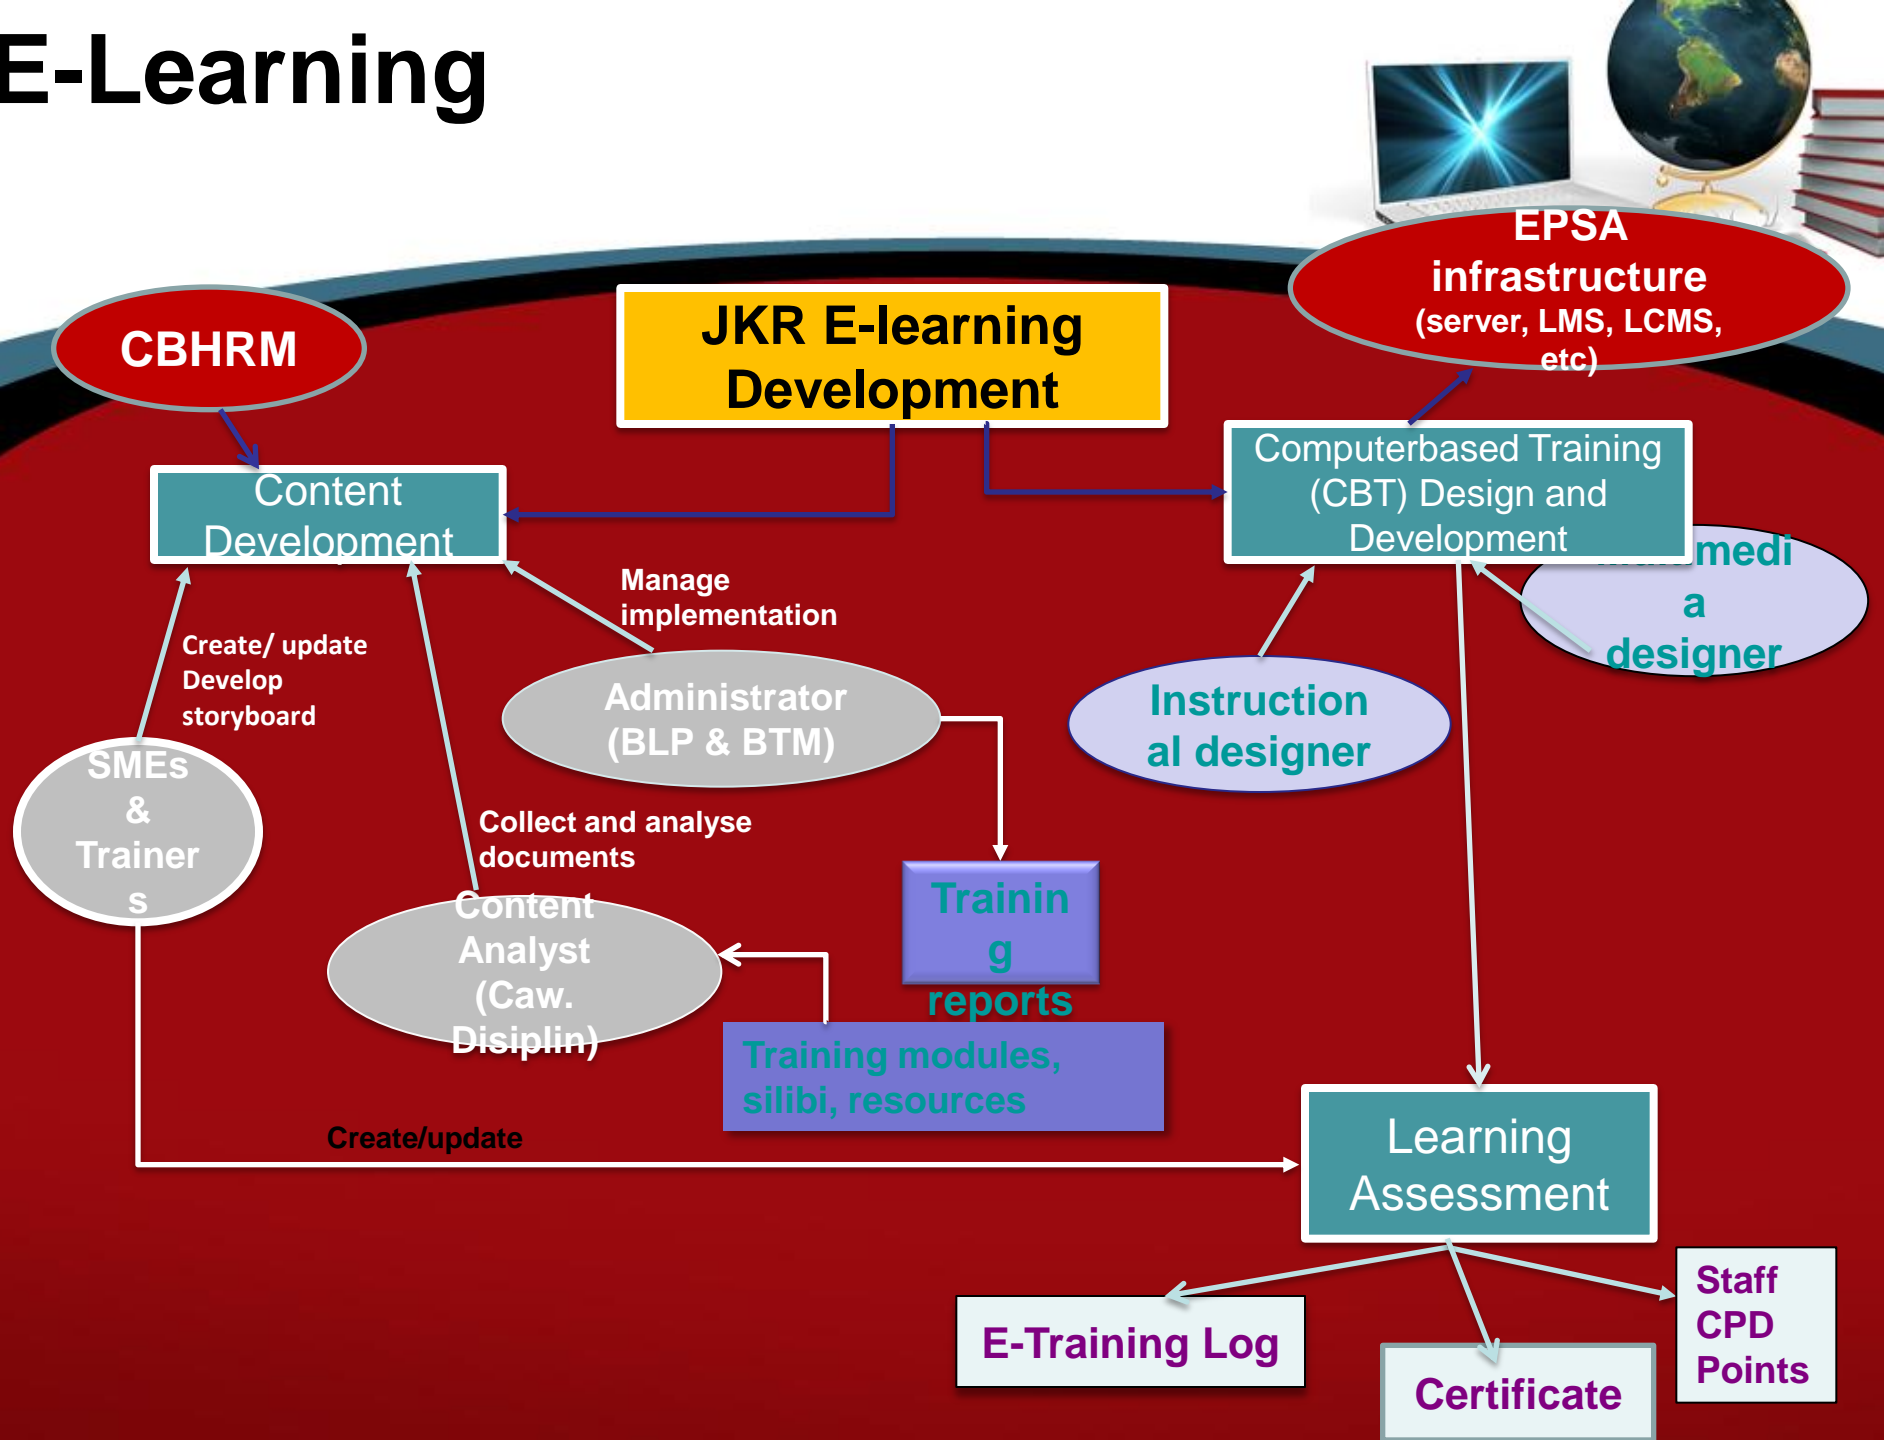 E-Learning
EPSA
infrastructure
(server, LMS, LCMS,
etc)
CBHRM
JKR E-learning
Development
Computerbased Training
(CBT) Design and
Development
Content
Development
medi
a
designer
Manage
implementation
Create/ update
Develop
storyboard
Administrator
(BLP & BTM)
Instruction
al designer
SMEs
&
Trainer
s
Collect and analyse
documents
Content
Analyst
(Caw.
Disiplin)
Trainin
g
reports
Training modules,
silibi, resources
Create/update
Learning
Assessment
E-Training Log
Certificate
Staff
CPD
Points